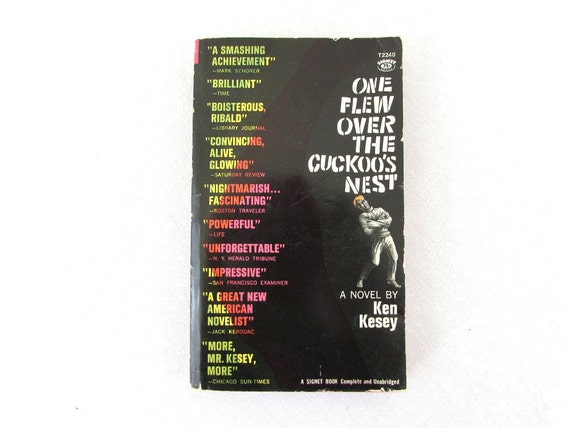 "A SMASHING
ACHIEVEMENT"
—MARK SCHORER
"BRILLIANT"
—TIME
"BOISTEROUS,
RIBALD"
—LIBRARY JOURNAL
"CONVINCING,
ALIVE,
GLOWING"
—SATURDAY REVIEW
"NIGHTMARISH...
FASCINATING"
—BOSTON TRAVELER
"POWERFUL"
—LIFE
"UNFORGETTABLE"
—N. Y. HERALD TRIBUNE
"IMPRESSIVE"
—SAN FRANCISCO EXAMINER
"A GREAT NEW
AMERICAN
NOVELIST"
—JACK KEROUAC
"MORE,
MR. KESEY,
MORE"
—CHICAGO SUN-TIMES
T2240
SIGNET
ONE
FLEW
OVER
THE
CUCKOO'S
NEST
A NOVEL BY
Ken
Kesey
A SIGNET BOOK Complete and Unabridged